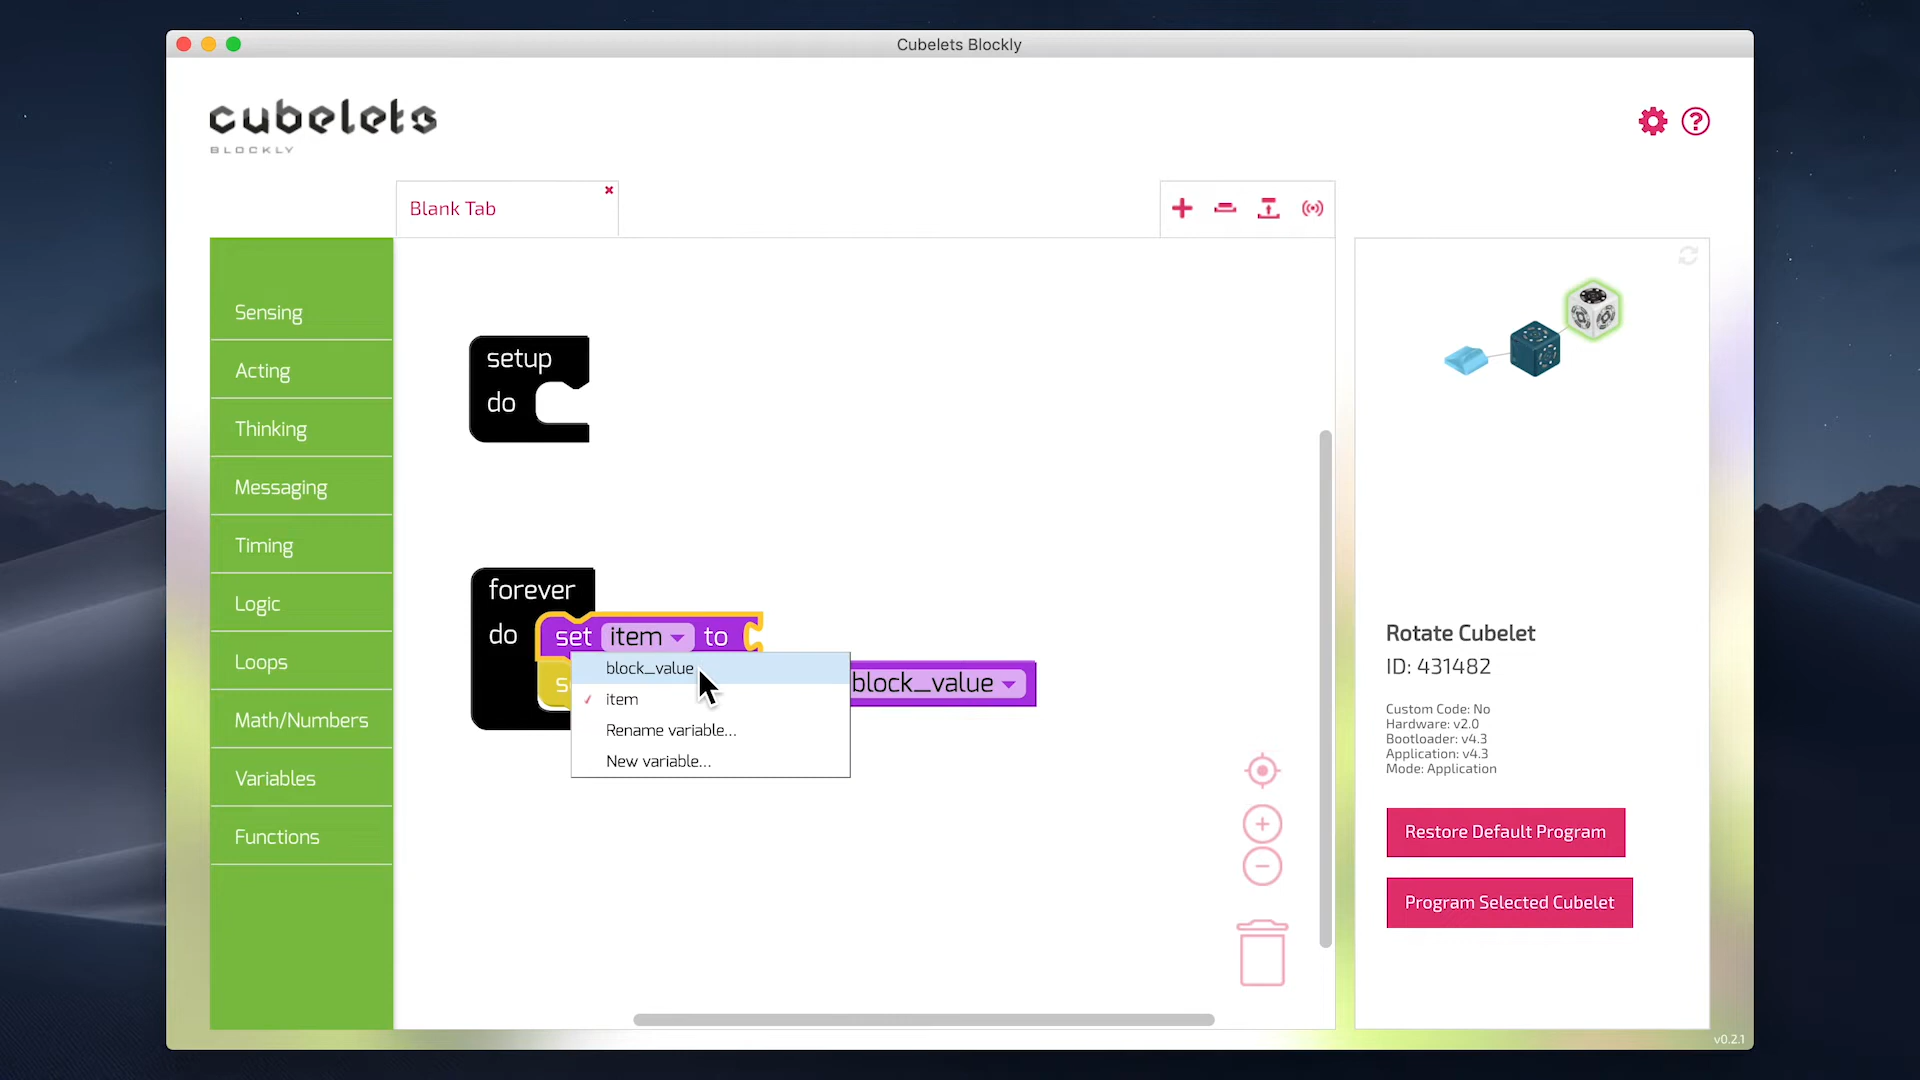 Cubelets Blockly
cubelets
BLOCKLY
Blank Tab
Sensing
Acting
Thinking
Messaging
Timing
Logic
Loops
Math/Numbers
Variables
Functions
setup
do
forever
do
set item to
block_value
item
Rename variable...
New variable...
s
block_value
Rotate Cubelet
ID: 431482
Custom Code: No
Hardware: v2.0
Bootloader: v4.3
Application: v4.3
Mode: Application
Restore Default Program
Program Selected Cubelet
v0.2.1